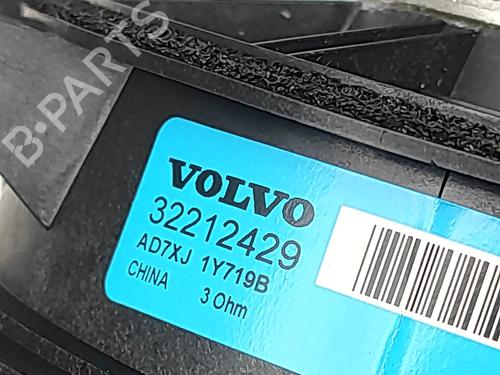 B-PARTS
VOLVO
32212429
AD7XJ 1Y719B
CHINA 3 Ohm